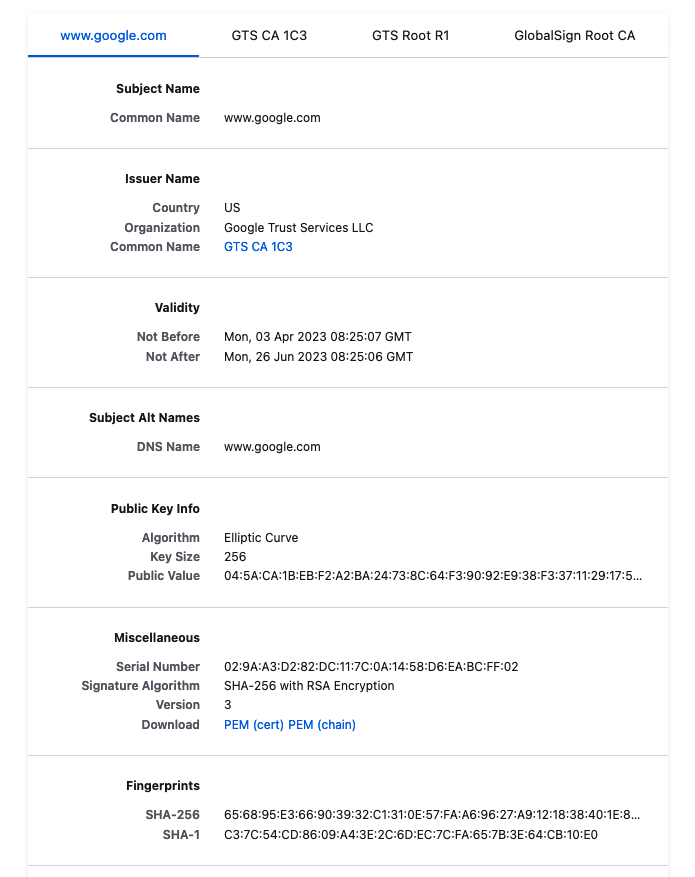 www.google.com GTS CA 1C3 GTS Root R1 GlobalSign Root CA
Subject Name
Common Name www.google.com
Issuer Name
Country US
Organization Google Trust Services LLC
Common Name GTS CA 1C3
Validity
Not Before Mon, 03 Apr 2023 08:25:07 GMT
Not After Mon, 26 Jun 2023 08:25:06 GMT
Subject Alt Names
DNS Name www.google.com
Public Key Info
Algorithm Elliptic Curve
Key Size 256
Public Value 04:5A:CA:1B:EB:F2:A2:BA:24:73:8C:64:F3:90:92:E9:38:F3:37:11:29:17:5...
Miscellaneous
Serial Number 02:9A:A3:D2:82:DC:11:7C:0A:14:58:D6:EA:BC:FF:02
Signature Algorithm SHA-256 with RSA Encryption
Version 3
Download PEM (cert) PEM (chain)
Fingerprints
SHA-256 65:68:95:E3:66:90:39:32:C1:31:0E:57:FA:A6:96:27:A9:12:18:38:40:1E:8...
SHA-1 C3:7C:54:CD:86:09:A4:3E:2C:6D:EC:7C:FA:65:7B:3E:64:CB:10:E0